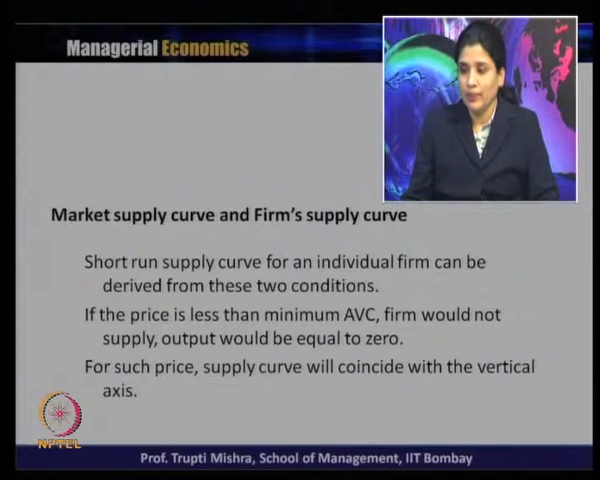 Managerial Economics
Market supply curve and Firm's supply curve
Short run supply curve for an individual firm can be
derived from these two conditions.
If the price is less than minimum AVC, firm would not
supply, output would be equal to zero.
For such price, supply curve will coincide with the vertical
axis.
NPTEL
Prof. Trupti Mishra, School of Management, IIT Bombay